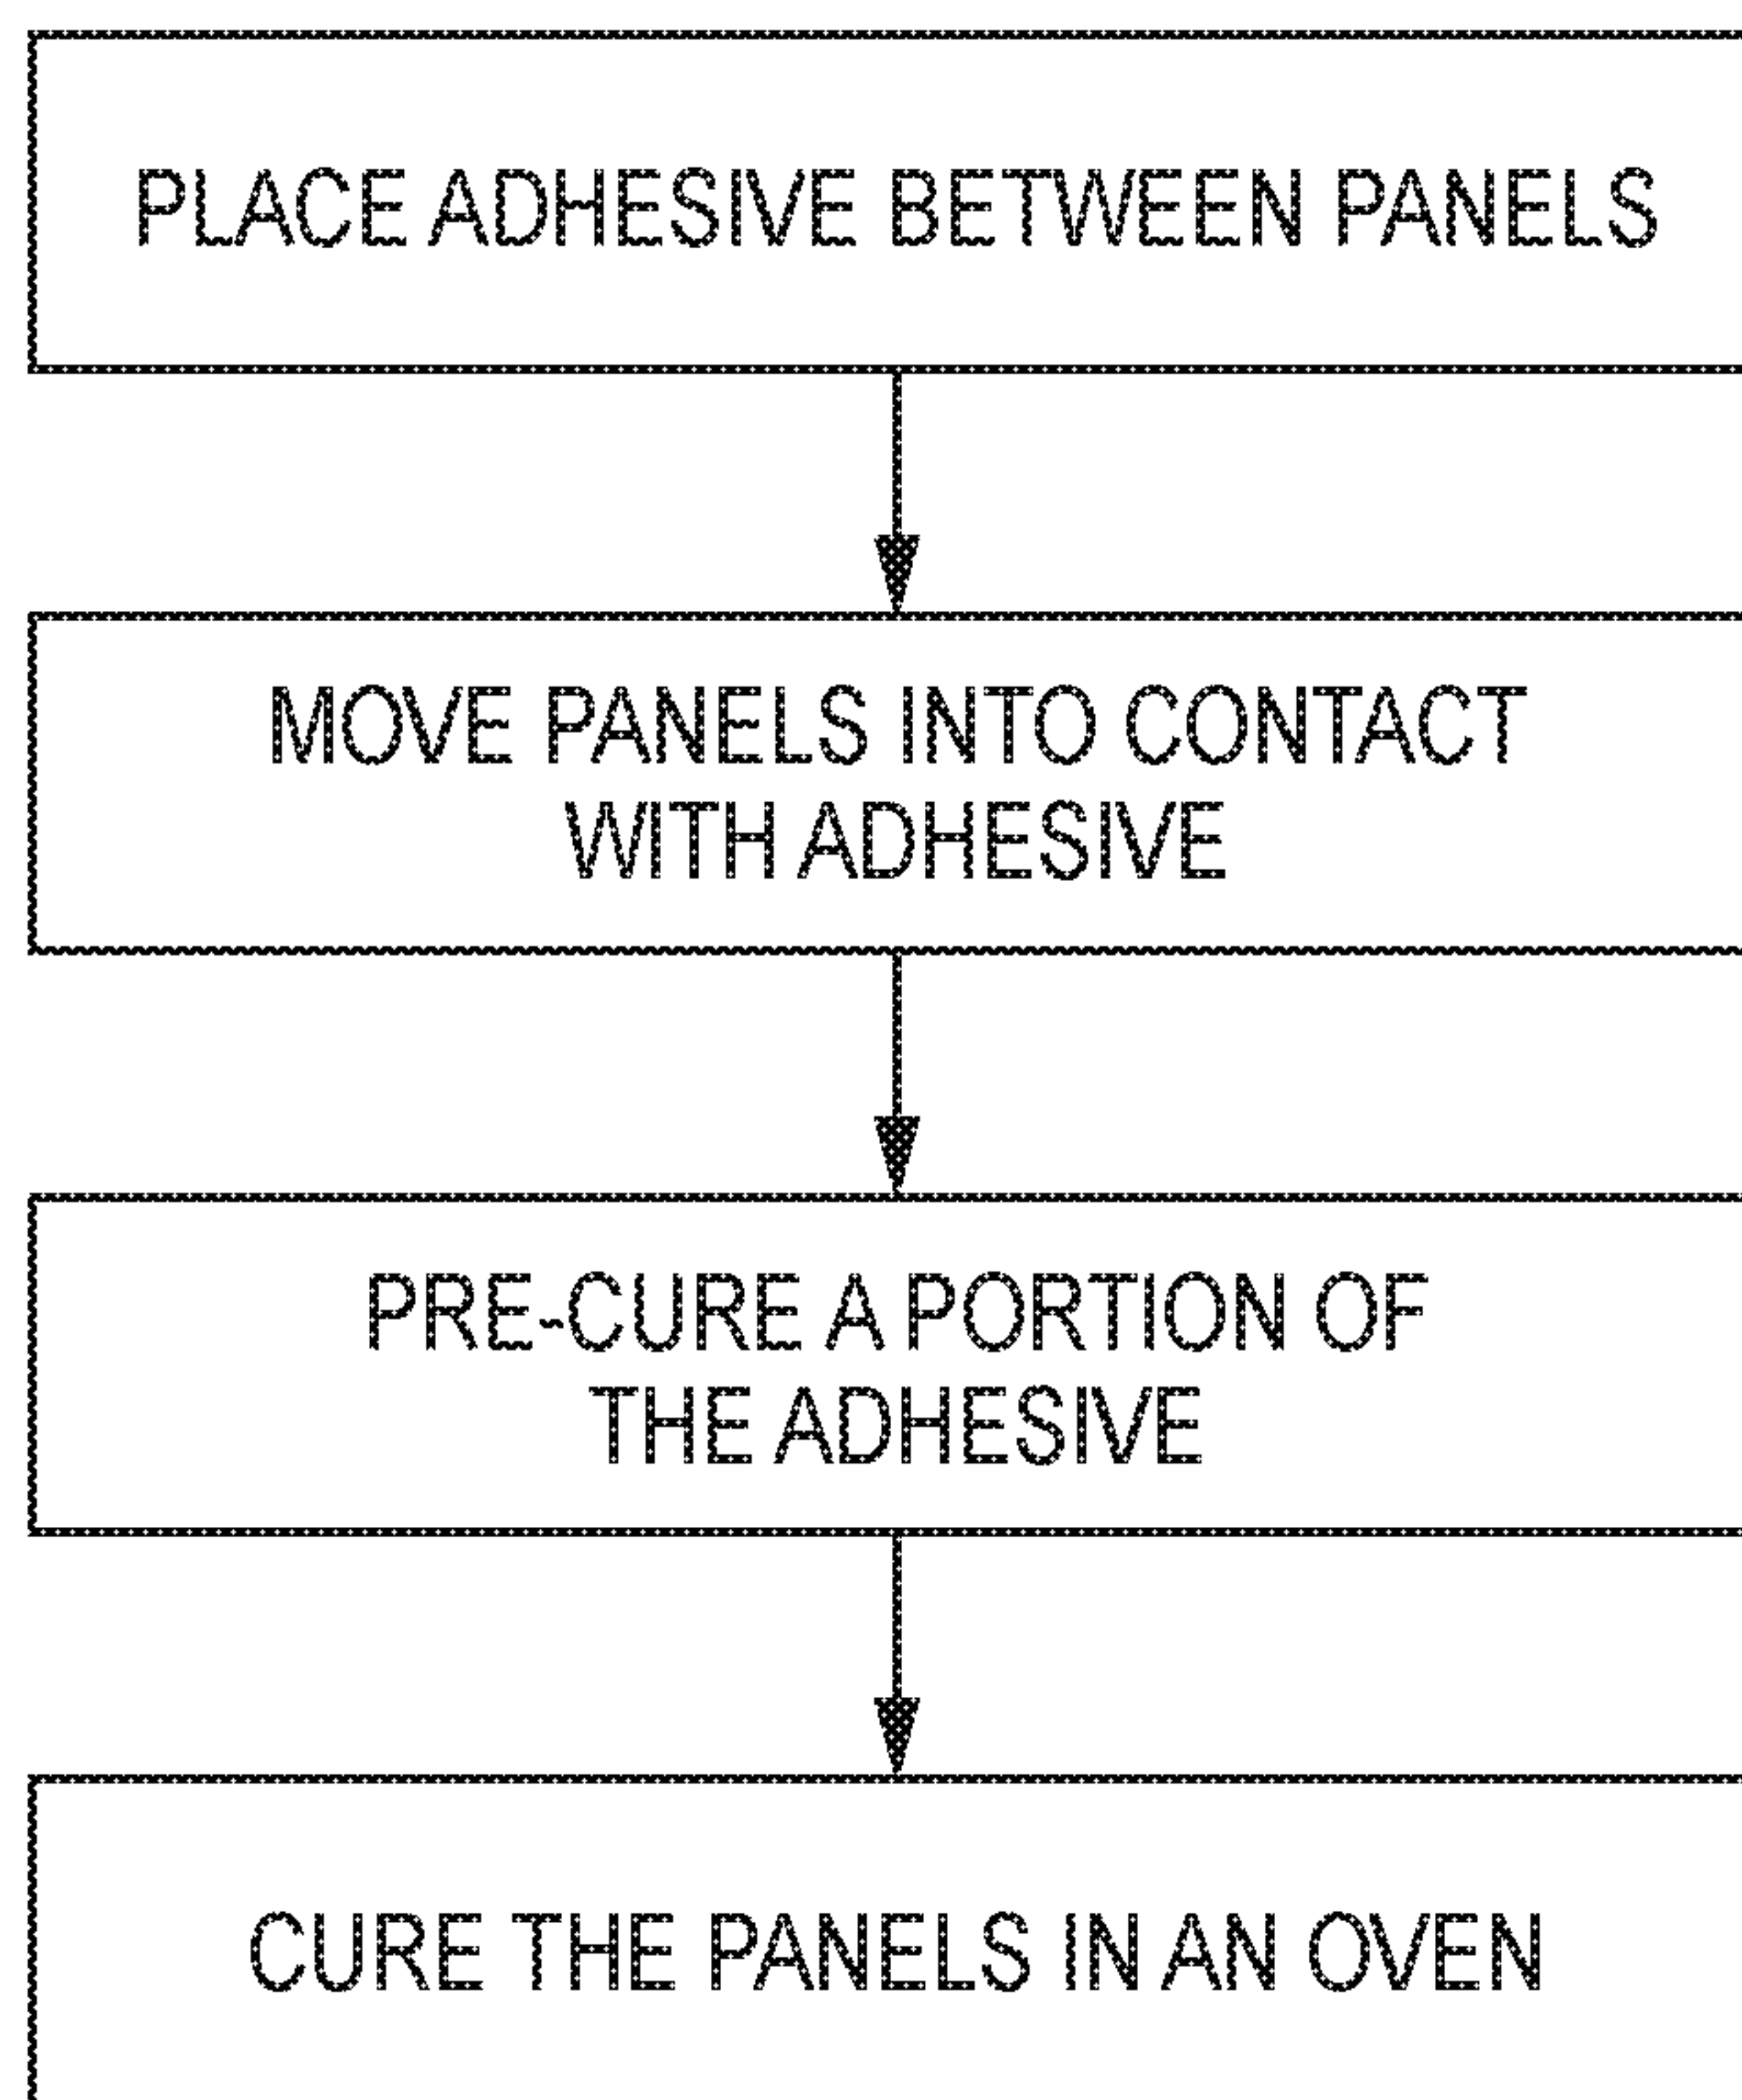 PLACE ADHESIVE BETWEEN PANELS
MOVE PANELS INTO CONTACT
WITH ADHESIVE
PRE-CURE A PORTION OF
THE ADHESIVE
CURE THE PANELS IN AN OVEN